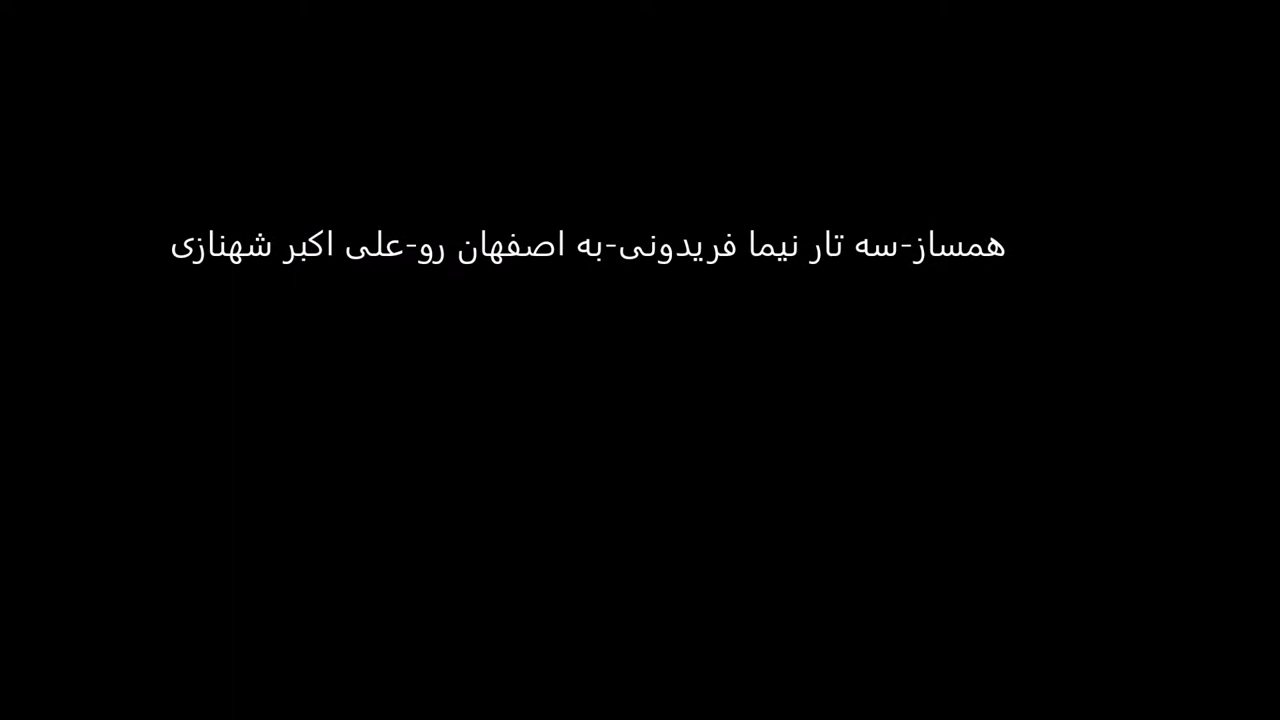 همساز-سه تار نیما فریدونی-به اصفهان رو-علی اکبر شهنازی